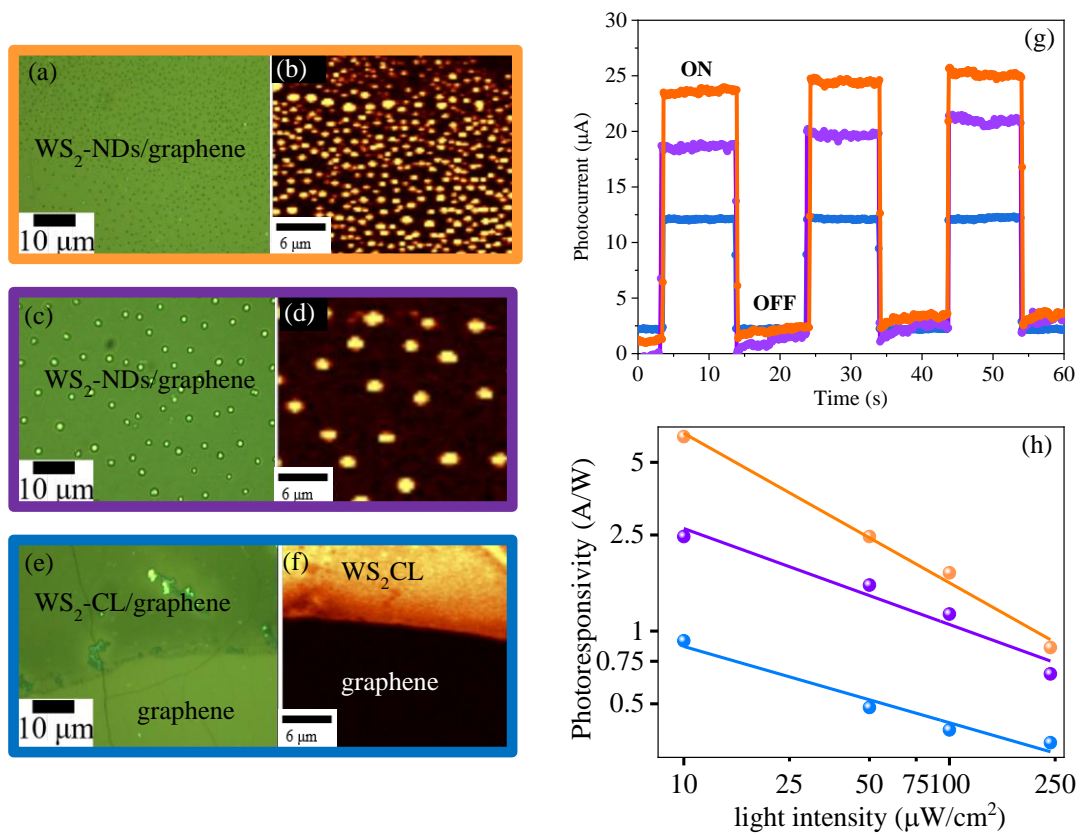 (a)
WS₂-NDs/graphene
10 μm
(b)
6 μm
(c)
WS₂-NDs/graphene
10 μm
(d)
6 μm
(e)
WS₂-CL/graphene
graphene
10 μm
(f)
WS₂CL
graphene
6 μm
(g)
ON
OFF
Photocurrent (μA)
30
25
20
15
10
5
0
0 10 20 30 40 50 60
Time (s)
(h)
Photoresponsivity (A/W)
5
2.5
1
0.75
0.5
10 25 50 75 100 250
light intensity (μW/cm²)